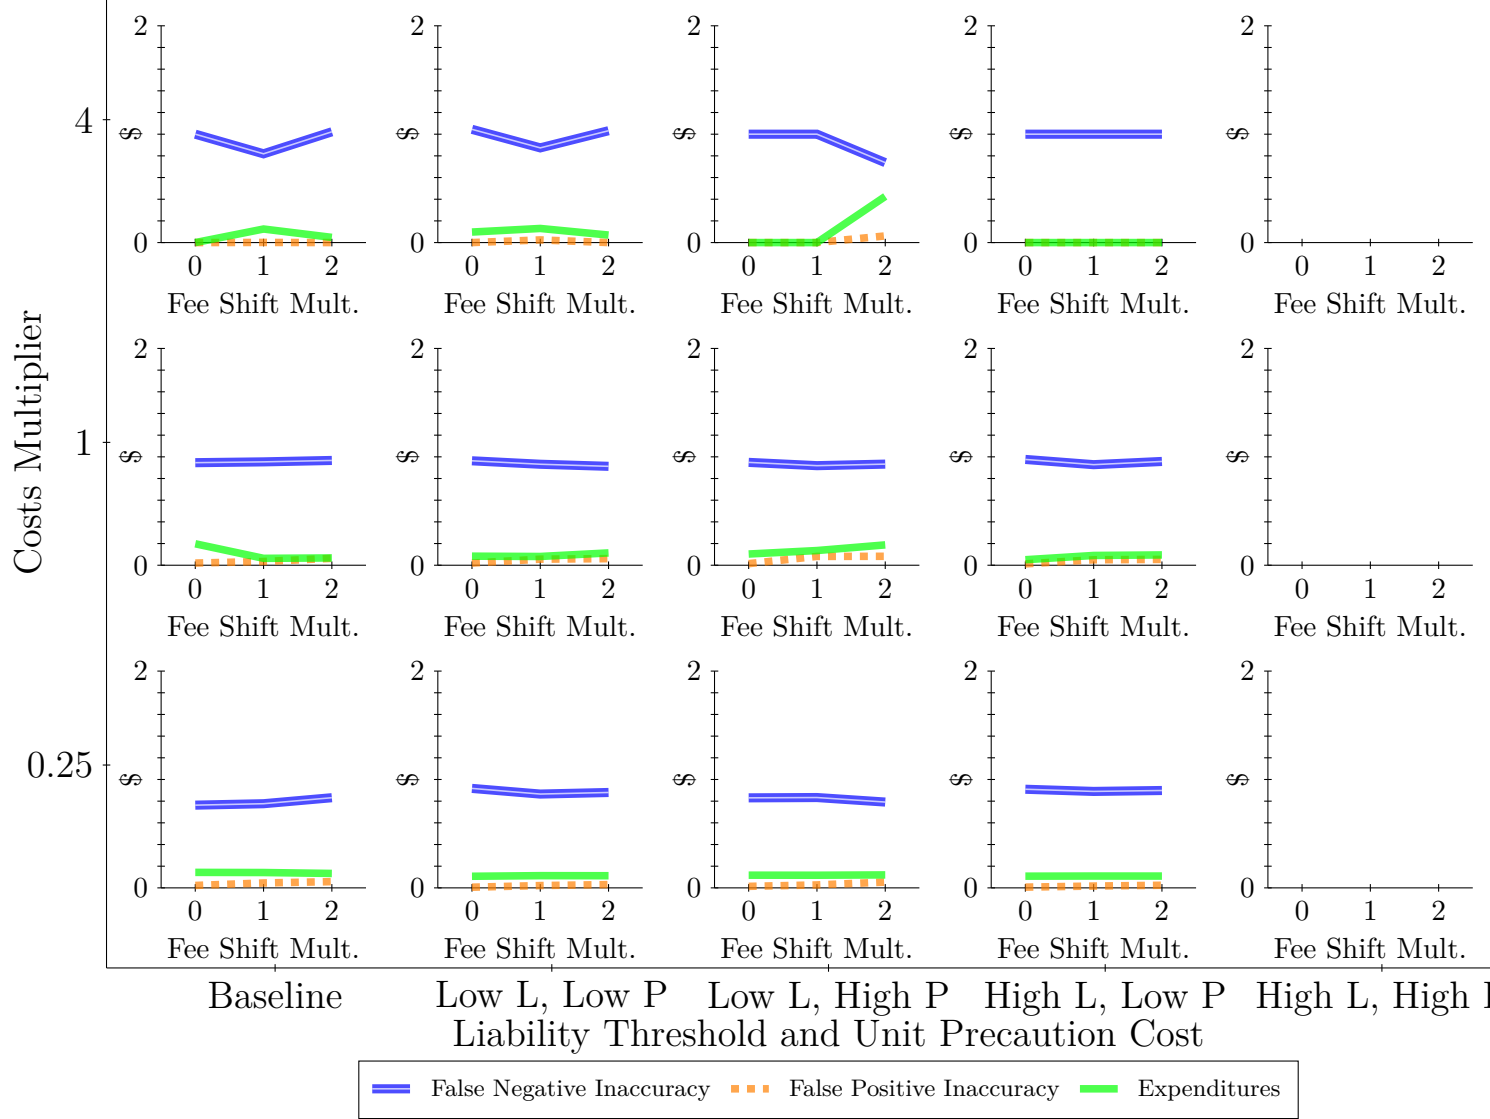 Costs Multiplier
4
2
$
0
0 1 2
Fee Shift Mult.
2
$
0
0 1 2
Fee Shift Mult.
2
$
0
0 1 2
Fee Shift Mult.
2
$
0
0 1 2
Fee Shift Mult.
2
$
0
0 1 2
Fee Shift Mult.
1
2
$
0
0 1 2
Fee Shift Mult.
2
$
0
0 1 2
Fee Shift Mult.
2
$
0
0 1 2
Fee Shift Mult.
2
$
0
0 1 2
Fee Shift Mult.
2
$
0
0 1 2
Fee Shift Mult.
0.25
2
$
0
0 1 2
Fee Shift Mult.
2
$
0
0 1 2
Fee Shift Mult.
2
$
0
0 1 2
Fee Shift Mult.
2
$
0
0 1 2
Fee Shift Mult.
2
$
0
0 1 2
Fee Shift Mult.
Baseline Low L, Low P Low L, High P High L, Low P High L, High
Liability Threshold and Unit Precaution Cost
False Negative Inaccuracy False Positive Inaccuracy Expenditures